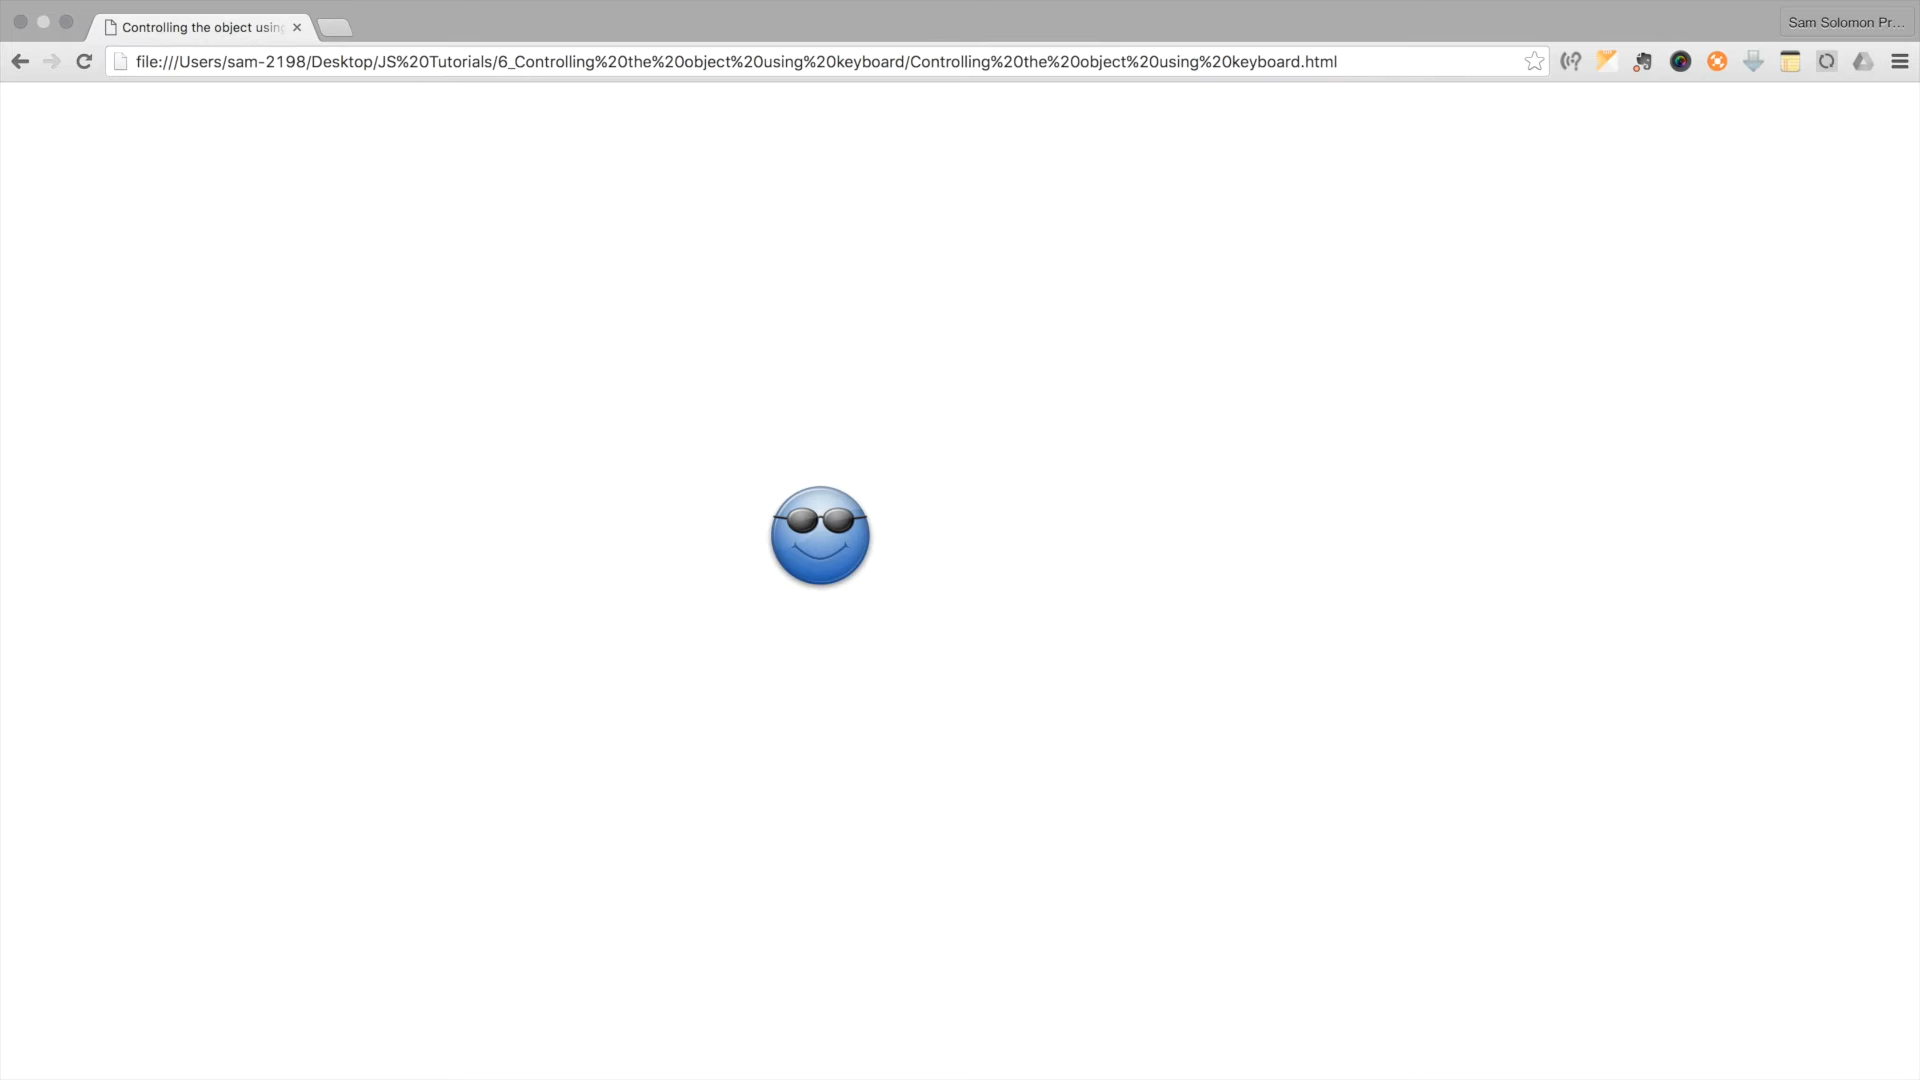 Controlling the object using
Sam Solomon Pr...
file:///Users/sam-2198/Desktop/JS%20Tutorials/6_Controlling%20the%20object%20using%20keyboard/Controlling%20the%20object%20using%20keyboard.html